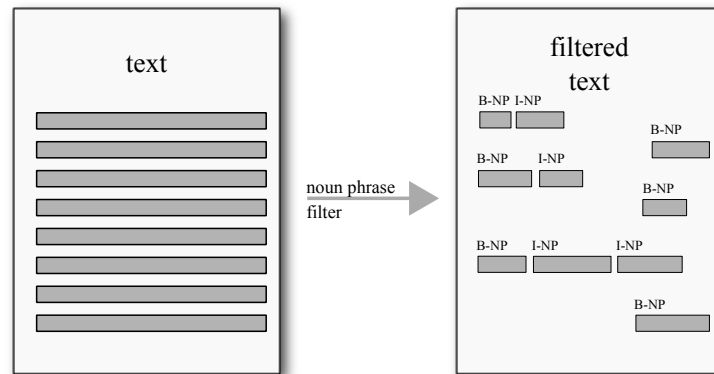 text
noun phrase
filter
filtered
text
B-NP I-NP
B-NP
B-NP I-NP
B-NP
B-NP I-NP I-NP
B-NP